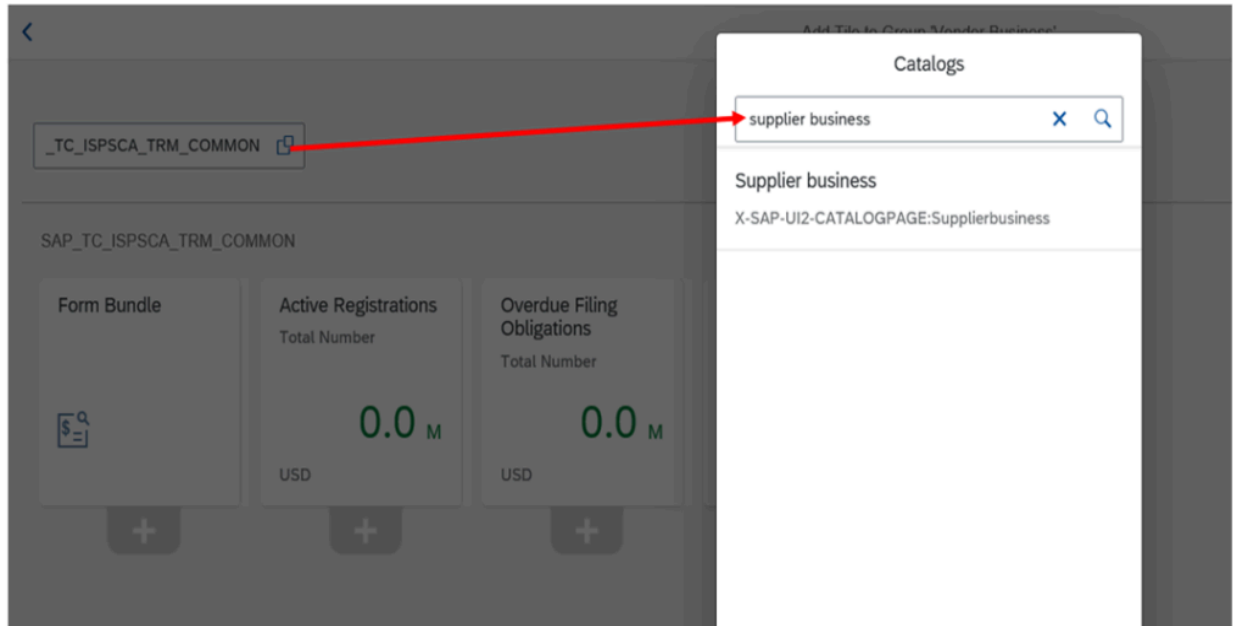 Add Tile to Group 'Vendor Business'
Catalogs
supplier business
_TC_ISPSCA_TRM_COMMON
Supplier business
X-SAP-UI2-CATALOGPAGE:Supplierbusiness
SAP_TC_ISPSCA_TRM_COMMON
Form Bundle
Active Registrations
Total Number
0.0 M
USD
Overdue Filing
Obligations
Total Number
0.0 M
USD